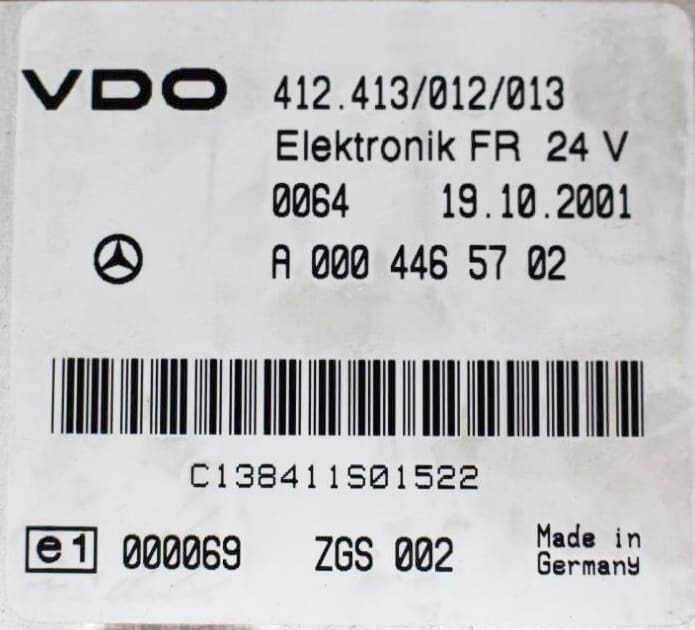 VDO 412.413/012/013
Elektronik FR 24 V
0064 19.10.2001
A 000 446 57 02
C138411S01522
e1 000069 ZGS 002 Made in
Germany